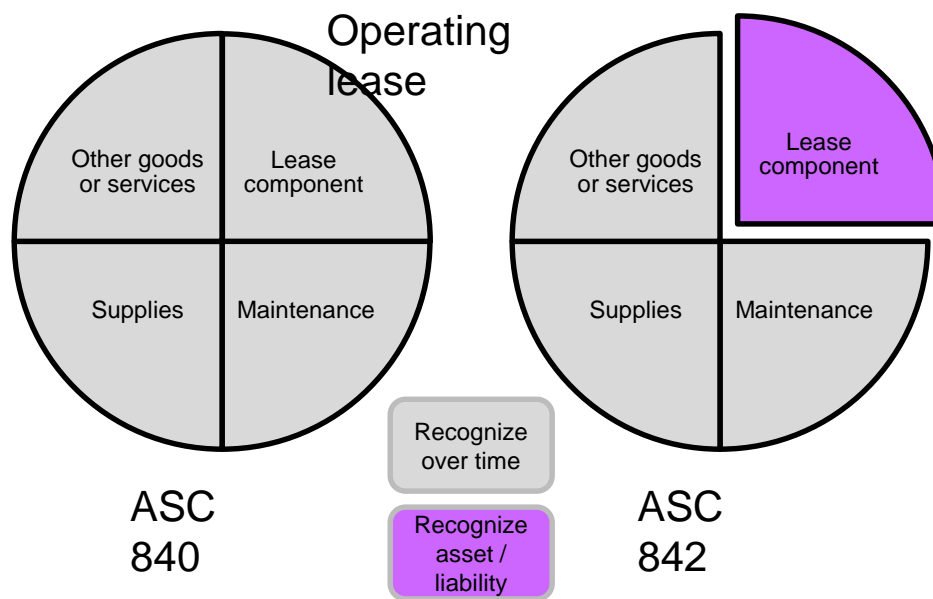 Operating
lease
Other goods
or services
Lease
component
Supplies
Maintenance
Other goods
or services
Lease
component
Supplies
Maintenance
Recognize
over time
Recognize
asset /
liability
ASC
840
ASC
842